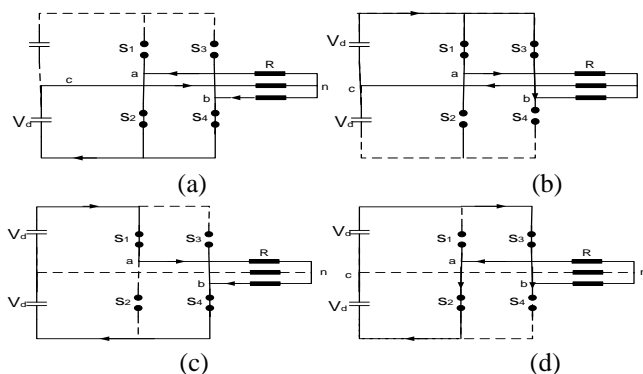 S1 S3
R
a
c n
b
Vd S2 S4
(a)
Vd S1 S3
R
a
c n
b
Vd S2 S4
(b)
Vd S1 S3
R
a
n
b
Vd S2 S4
(c)
Vd S1 S3
R
a
c n
b
Vd S2 S4
(d)